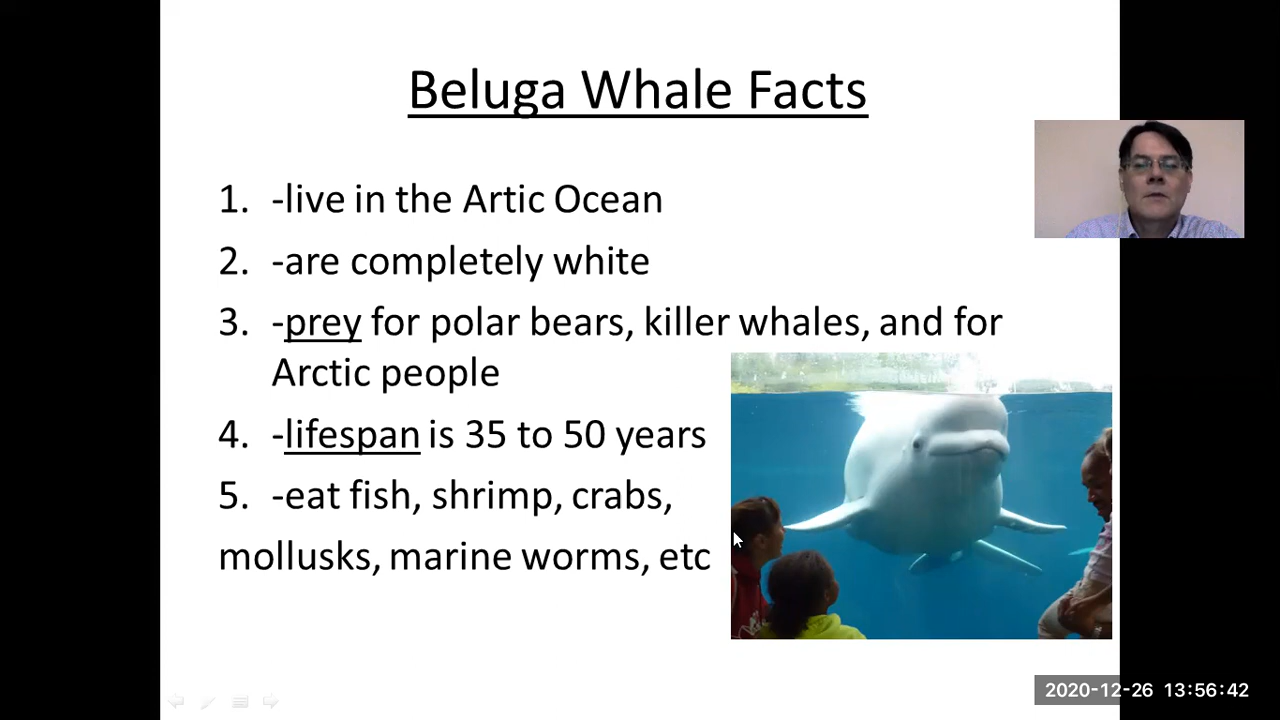 Beluga Whale Facts
1. -live in the Artic Ocean
2. -are completely white
3. -prey for polar bears, killer whales, and for
Arctic people
4. -lifespan is 35 to 50 years
5. -eat fish, shrimp, crabs,
mollusks, marine worms, etc
2020-12-26 13:56:42